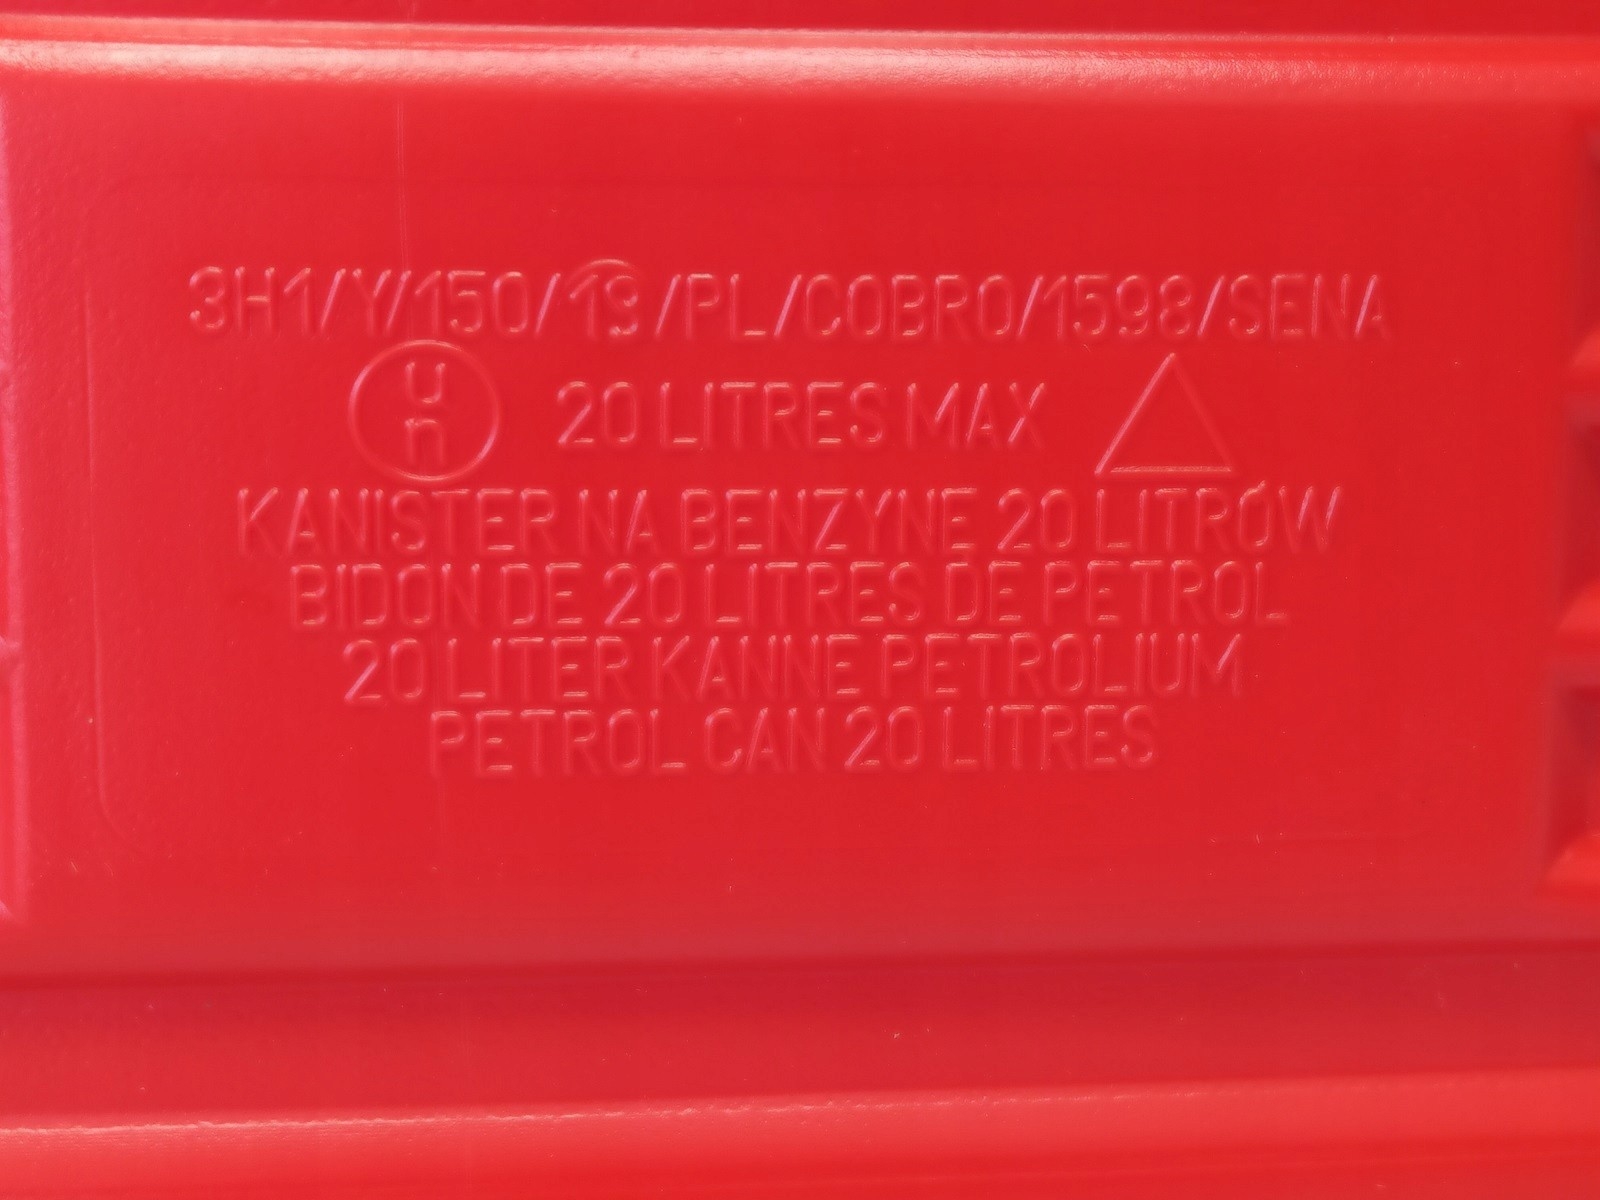 3H1/Y/150/19/PL/COBRO/1598/SENA
un 20 LITRES MAX
KANISTER NA BENZYNE 20 LITRÓW
BIDON DE 20 LITRES DE PETROL
20 LITER KANNE PETROLIUM
PETROL CAN 20 LITRES